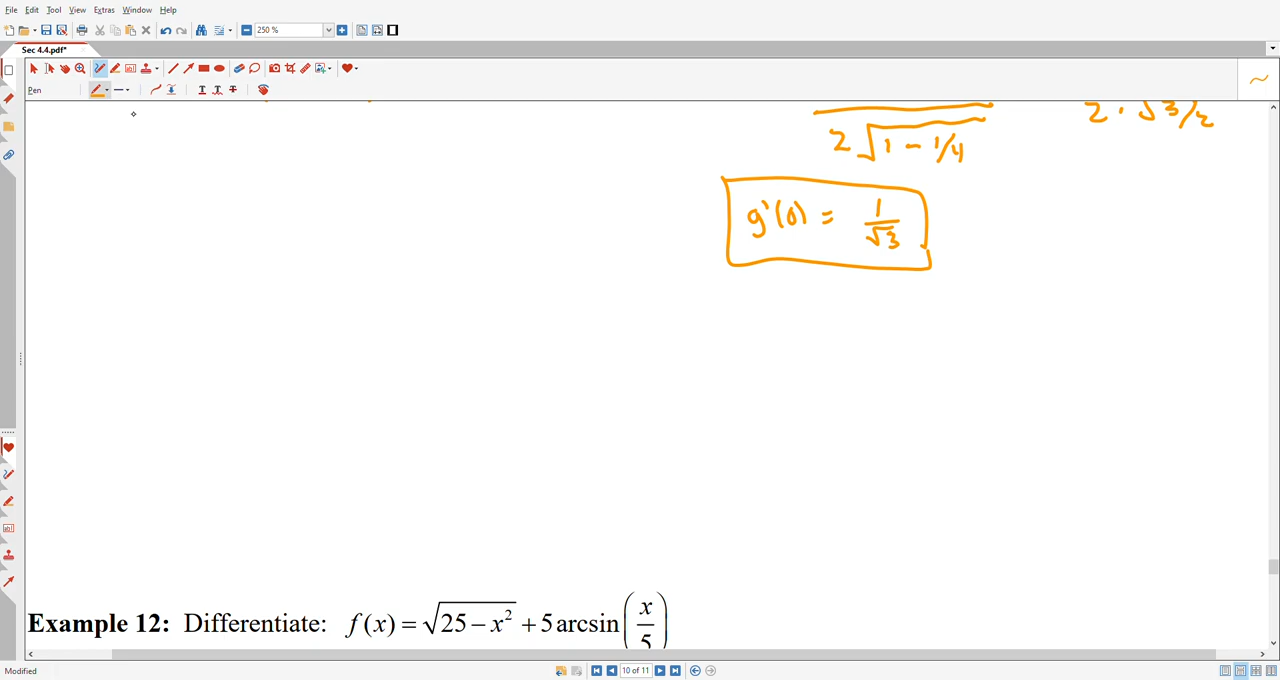 File Edit Tool View Extras Window Help
250 %
Sec 4.4.pdf*
Pen
2√1 - 1/4
2 · √3/2
g'(0) = 1/√3
Example 12: Differentiate: f(x) = √25 − x² + 5 arcsin(x/5)
Modified
10 of 11